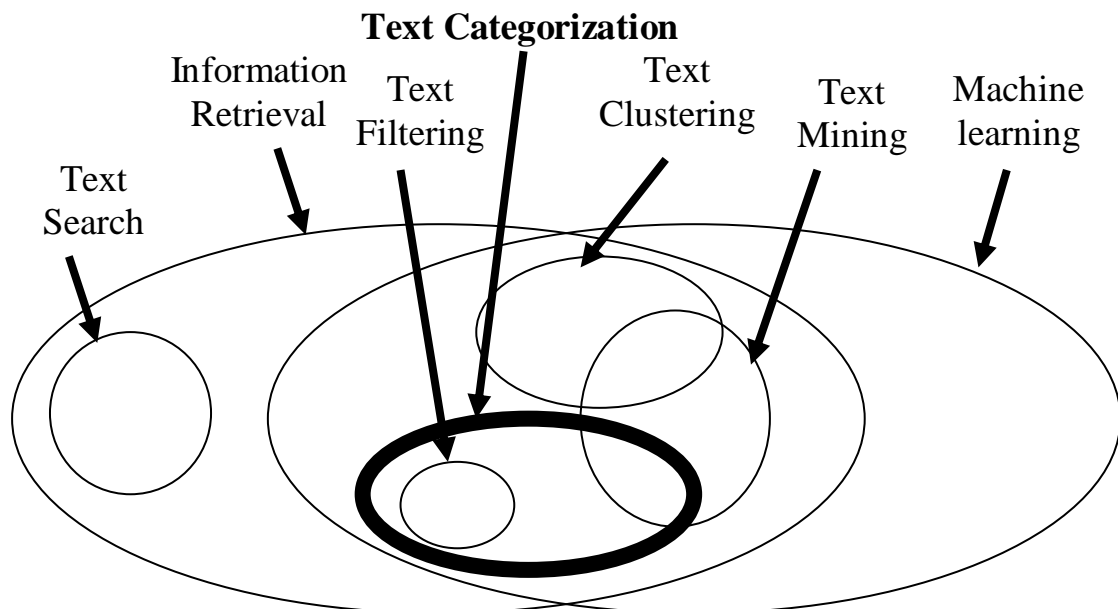 Text Categorization
Information
Retrieval
Text
Filtering
Text
Clustering
Text
Mining
Machine
learning
Text
Search